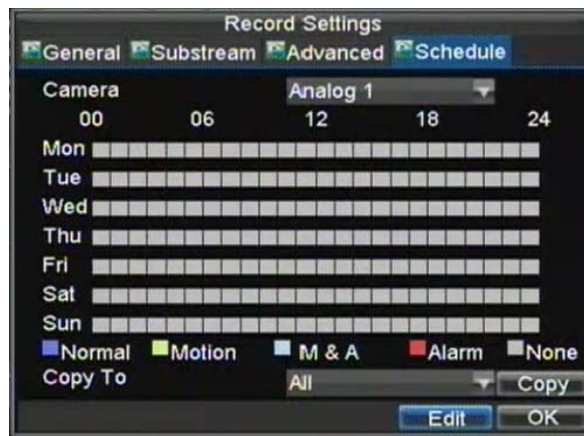 Record Settings
General Substream Advanced Schedule
Camera Analog 1
00 06 12 18 24
Mon
Tue
Wed
Thu
Fri
Sat
Sun
Normal Motion M & A Alarm None
Copy To All Copy
Edit OK